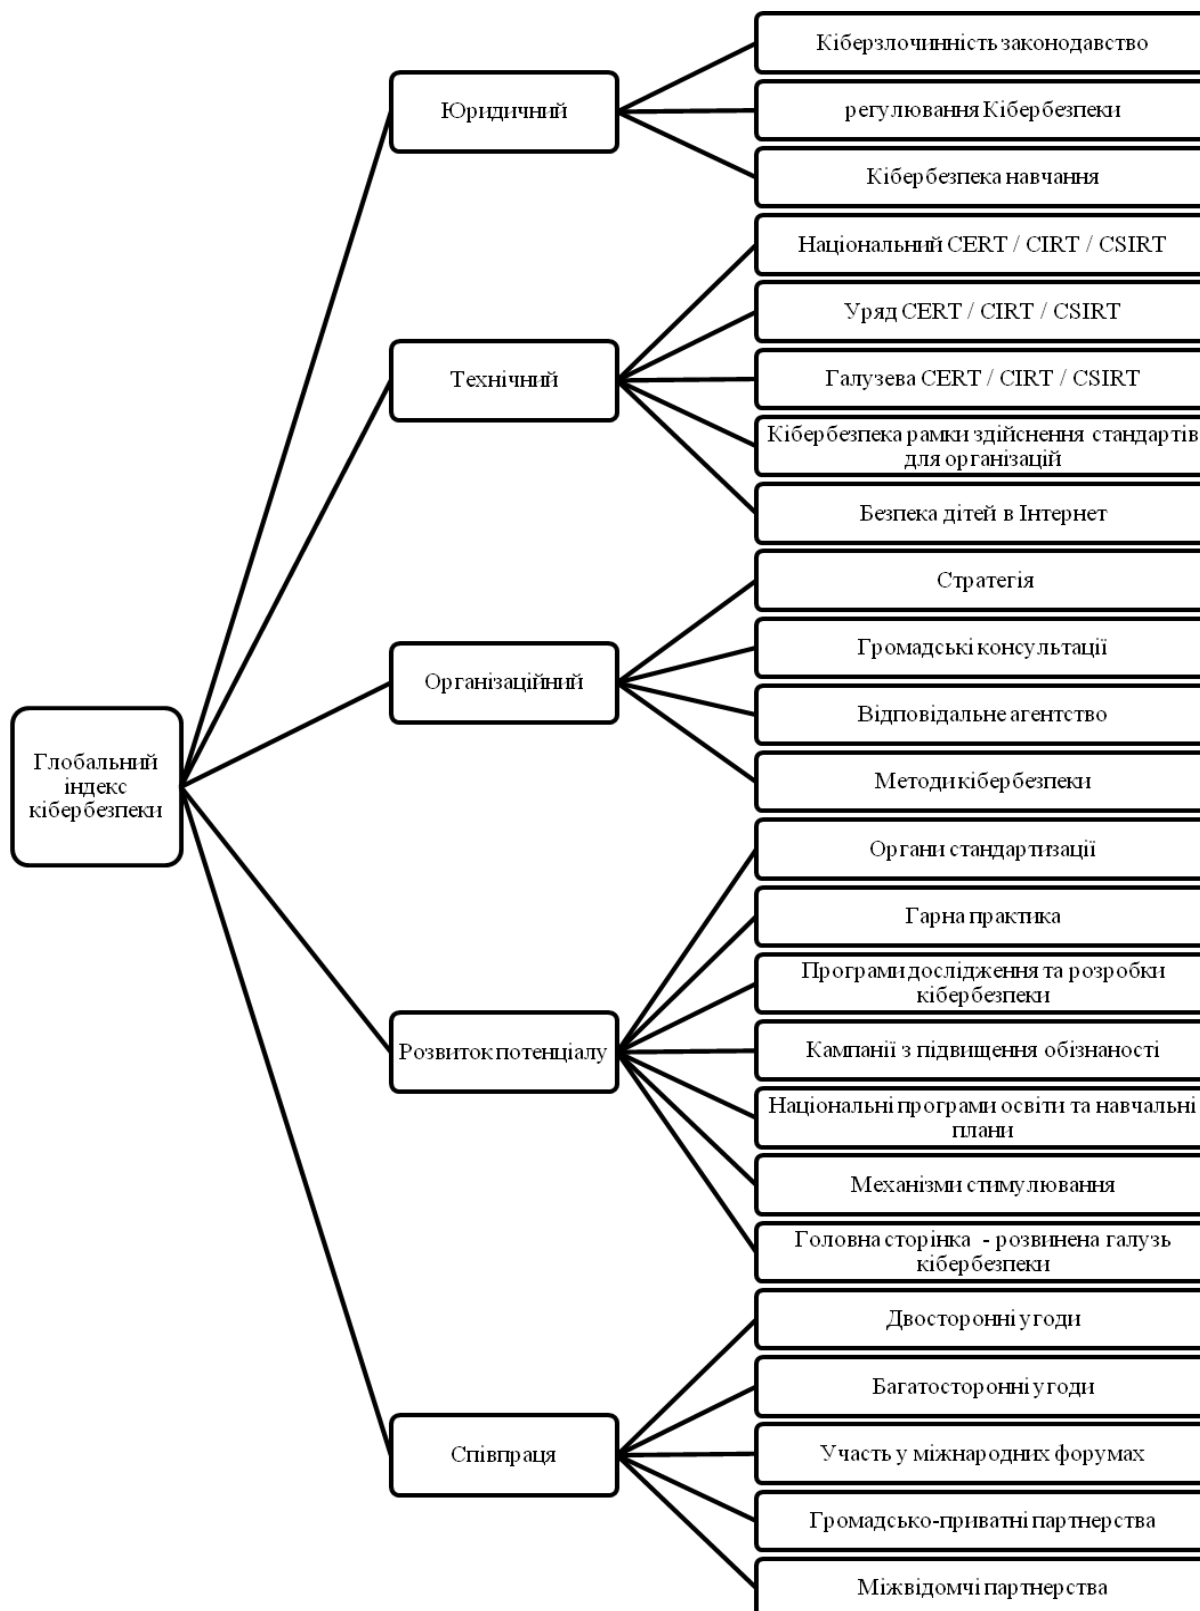 Глобальний
індекс
кібербезпеки
Юридичний
Кіберзлочинність законодавство
регулювання Кібербезпеки
Кібербезпека навчання
Технічний
Національний CERT / CIRT / CSIRT
Уряд CERT / CIRT / CSIRT
Галузева CERT / CIRT / CSIRT
Кібербезпека рамки здійснення стандартів
для організацій
Безпека дітей в Інтернет
Організаційний
Стратегія
Громадські консультації
Відповідальне агентство
Методи кібербезпеки
Розвиток потенціалу
Органи стандартизації
Гарна практика
Програми дослідження та розробки
кібербезпеки
Кампанії з підвищення обізнаності
Національні програми освіти та навчальні
плани
Механізми стимулювання
Головна сторінка - розвинена галузь
кібербезпеки
Співпраця
Двосторонні угоди
Багатосторонні угоди
Участь у міжнародних форумах
Громадсько-приватні партнерства
Міжвідомчі партнерства